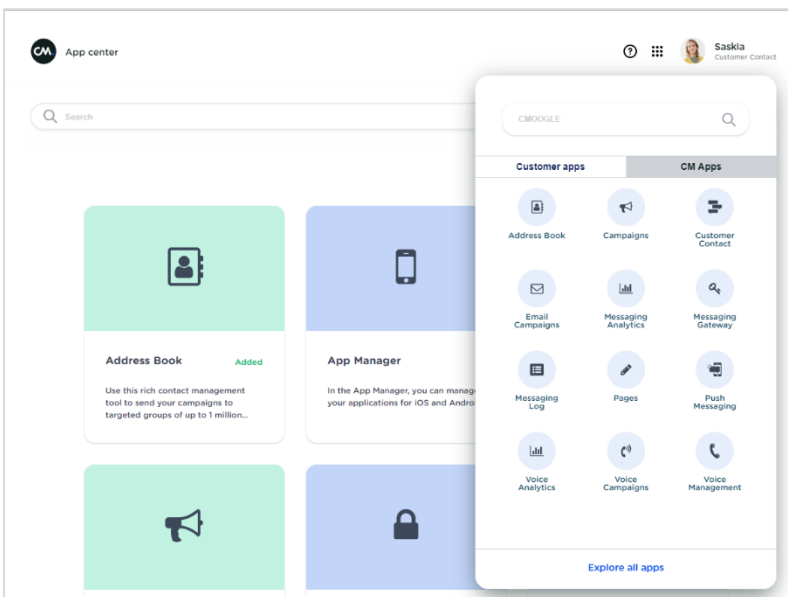 CM.
App center
Saskia
Customer Contact
Search
CMOOGLE
Customer apps
CM Apps
Address Book
Campaigns
Customer
Contact
Email
Campaigns
Messaging
Analytics
Messaging
Gateway
Messaging
Log
Pages
Push
Messaging
Voice
Analytics
Voice
Campaigns
Voice
Management
Explore all apps
Address Book
Added
Use this rich contact management
tool to send your campaigns to
targeted groups of up to 1 million...
App Manager
In the App Manager, you can manag
your applications for iOS and Andro